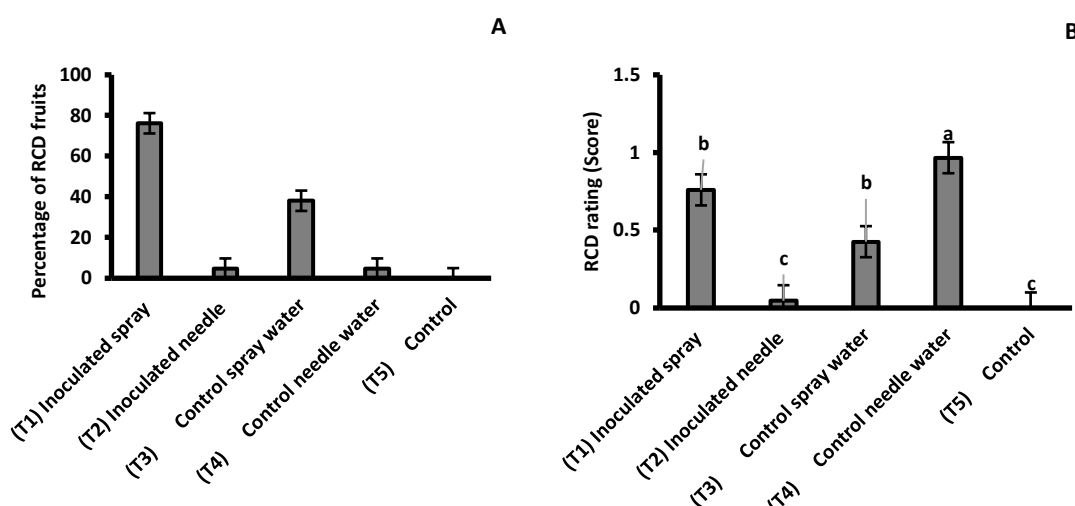 A
Percentage of RCD fruits
100
80
60
40
20
0
(T1) Inoculated spray
(T2) Inoculated needle
(T3) Control spray water
(T4) Control needle water
(T5) Control
B
RCD rating (Score)
1.5
1
0.5
0
b
c
b
a
c
(T1) Inoculated spray
(T2) Inoculated needle
(T3) Control spray water
(T4) Control needle water
(T5) Control